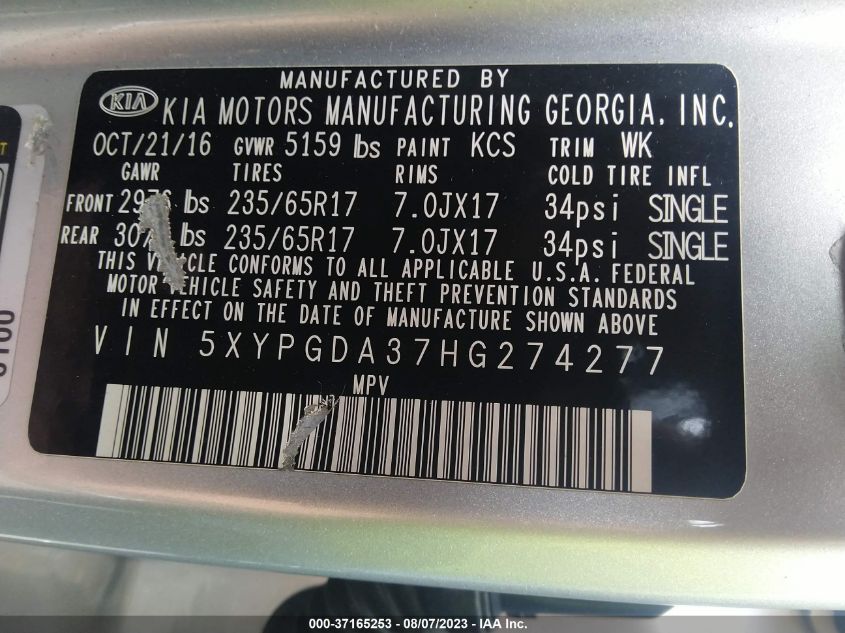 MANUFACTURED BY
KIA KIA MOTORS MANUFACTURING GEORGIA, INC.
OCT/21/16 GVWR 5159 lbs PAINT KCS TRIM WK
GAWR TIRES RIMS COLD TIRE INFL
FRONT lbs 235/65R17 7.0JX17 34psi SINGLE
REAR lbs 235/65R17 7.0JX17 34psi SINGLE
THIS VEHICLE CONFORMS TO ALL APPLICABLE U.S.A. FEDERAL
MOTOR VEHICLE SAFETY AND THEFT PREVENTION STANDARDS
IN EFFECT ON THE DATE OF MANUFACTURE SHOWN ABOVE
VIN 5XYPGDA37HG274277
MPV
000-37165253 - 08/07/2023 - IAA Inc.